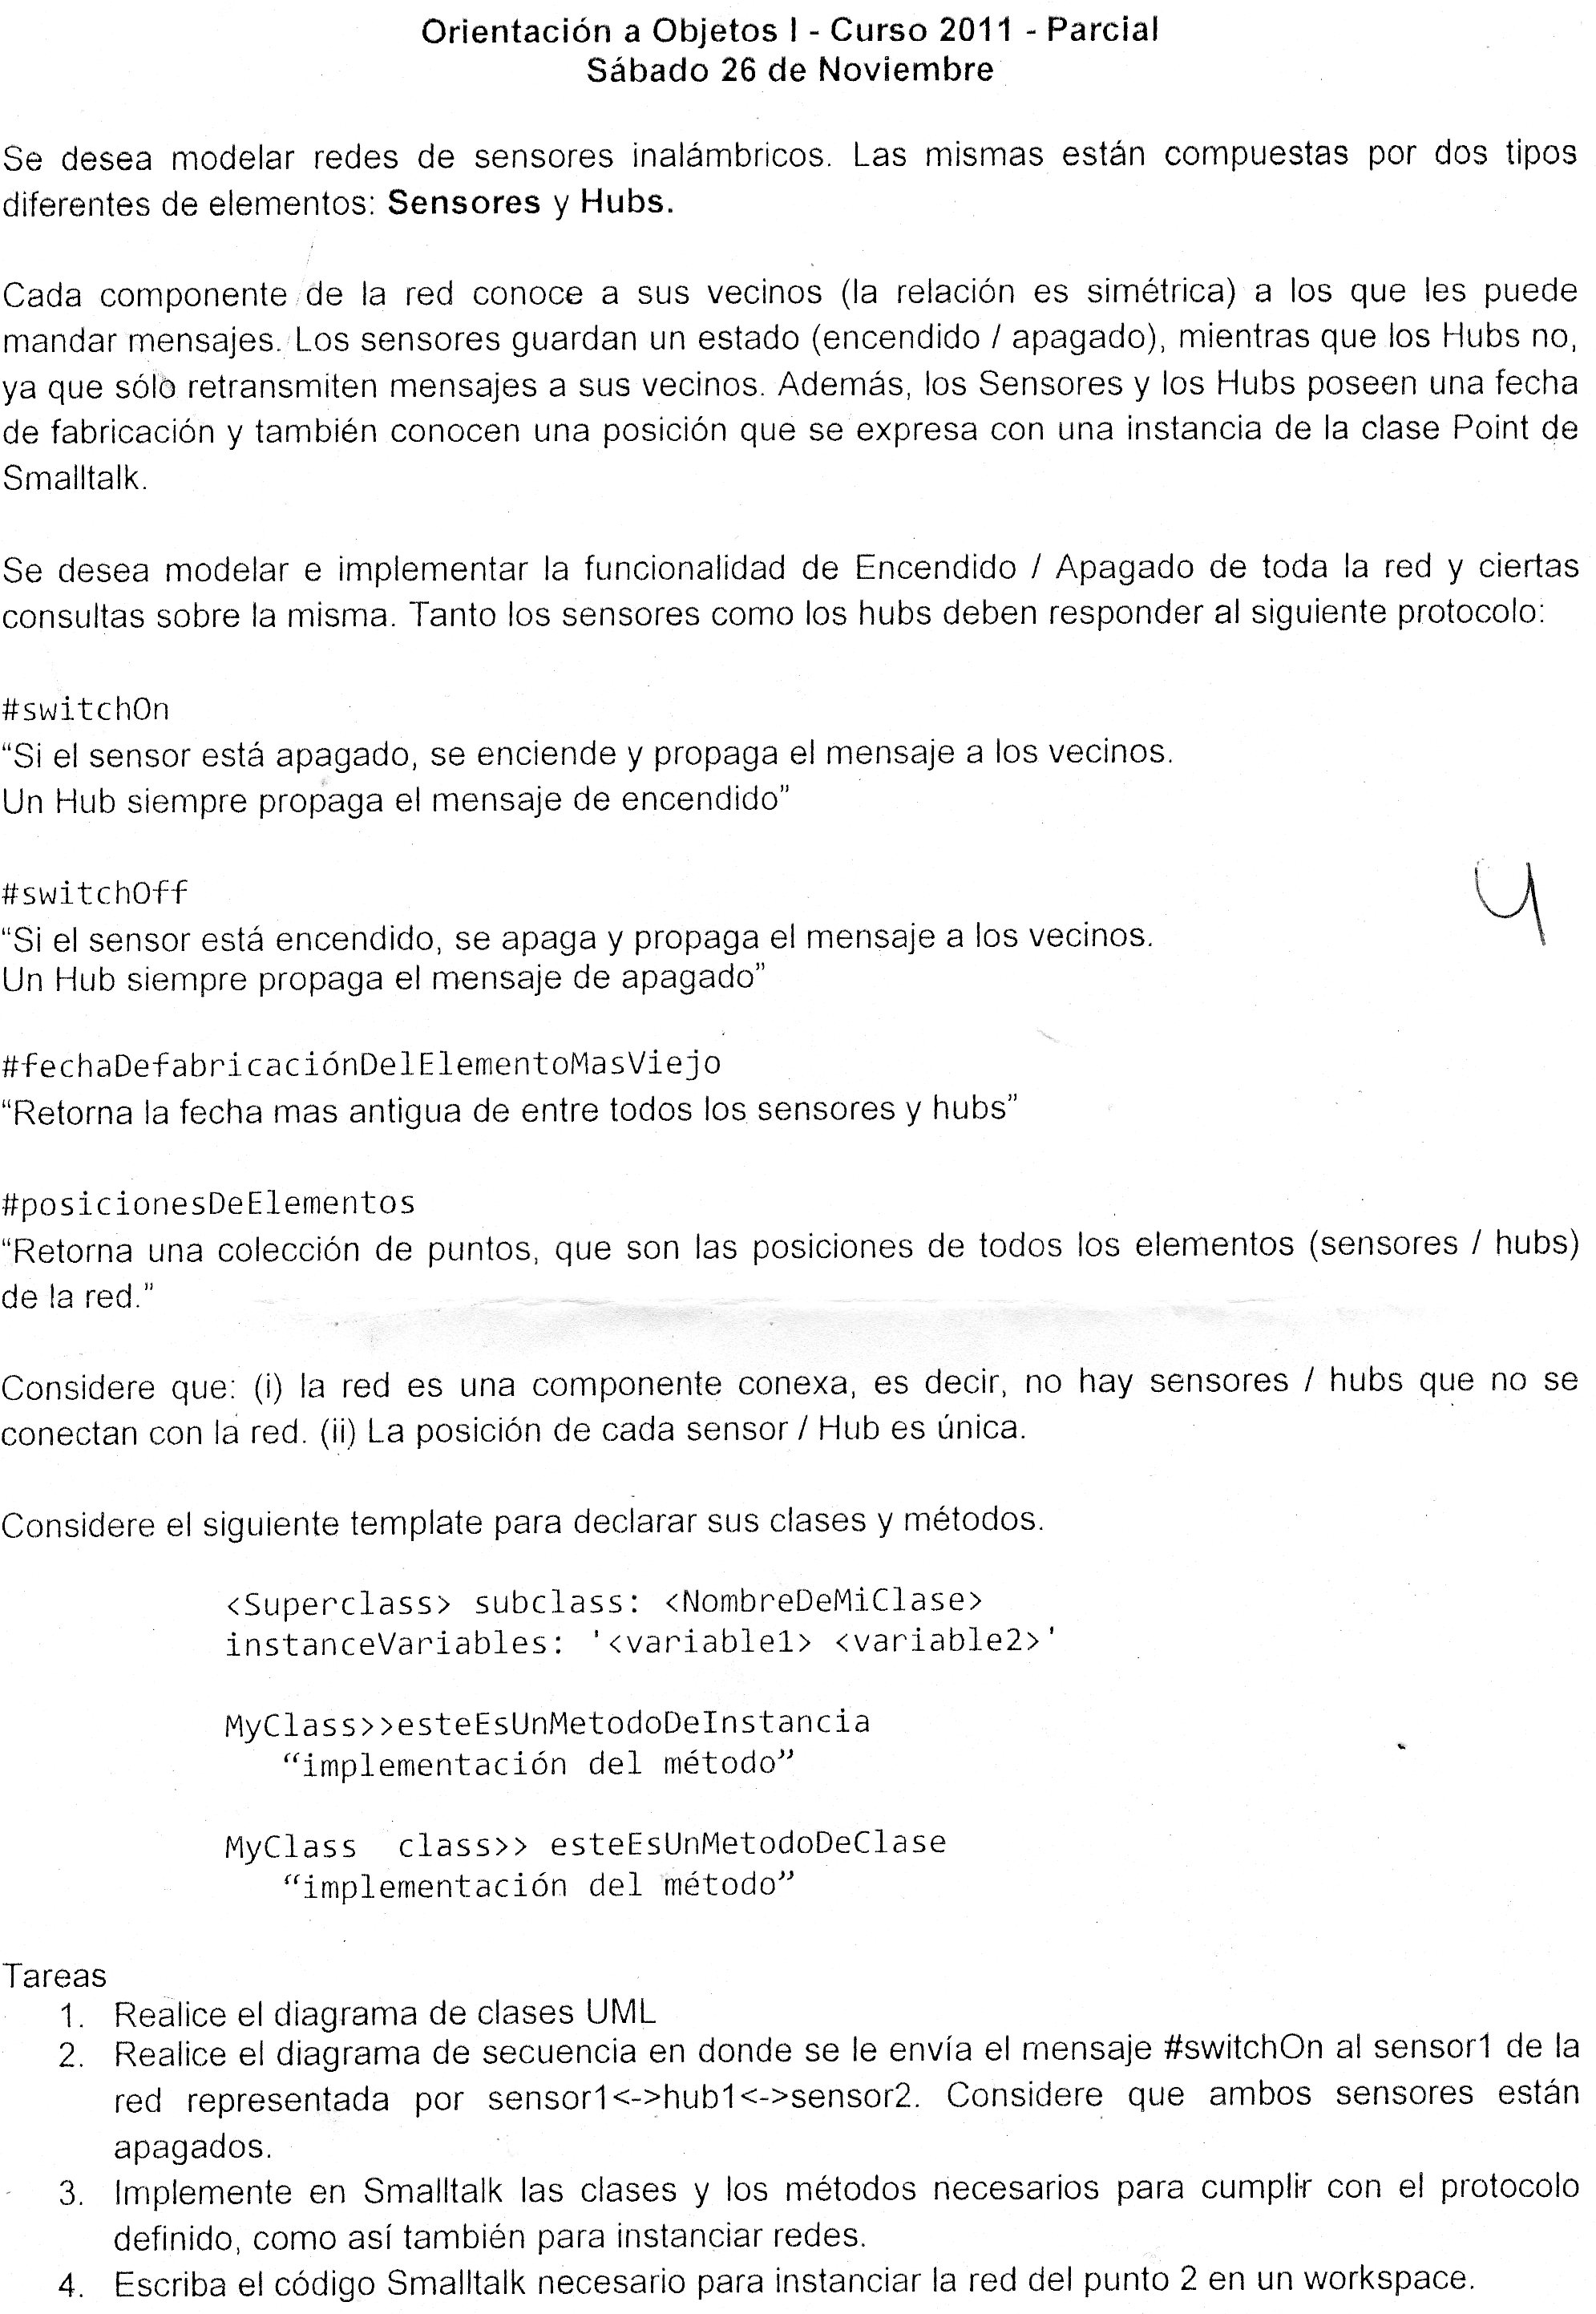 Orientación a Objetos I - Curso 2011 - Parcial
Sábado 26 de Noviembre
Se desea modelar redes de sensores inalámbricos. Las mismas están compuestas por dos tipos
diferentes de elementos: Sensores y Hubs.
Cada componente de la red conoce a sus vecinos (la relación es simétrica) a los que les puede
mandar mensajes. Los sensores guardan un estado (encendido / apagado), mientras que los Hubs no,
ya que sólo retransmiten mensajes a sus vecinos. Además, los Sensores y los Hubs poseen una fecha
de fabricación y también conocen una posición que se expresa con una instancia de la clase Point de
Smalltalk.
Se desea modelar e implementar la funcionalidad de Encendido / Apagado de toda la red y ciertas
consultas sobre la misma. Tanto los sensores como los hubs deben responder al siguiente protocolo:
#switchOn
“Si el sensor está apagado, se enciende y propaga el mensaje a los vecinos.
Un Hub siempre propaga el mensaje de encendido”
#switchOff
“Si el sensor está encendido, se apaga y propaga el mensaje a los vecinos.
Un Hub siempre propaga el mensaje de apagado”
#fechaDefabricaciónDelElementoMasViejo
“Retorna la fecha mas antigua de entre todos los sensores y hubs”
#posicionesDeElementos
“Retorna una colección de puntos, que son las posiciones de todos los elementos (sensores / hubs)
de la red.”
Considere que: (i) la red es una componente conexa, es decir, no hay sensores / hubs que no se
conectan con la red. (ii) La posición de cada sensor / Hub es única.
Considere el siguiente template para declarar sus clases y métodos.
<Superclass> subclass: <NombreDeMiClase>
instanceVariables: '<variable1> <variable2>'
MyClass>>esteEsUnMetodoDeInstancia
“implementación del método”
MyClass class>> esteEsUnMetodoDeClase
“implementación del método”
Tareas
1. Realice el diagrama de clases UML
2. Realice el diagrama de secuencia en donde se le envía el mensaje #switchOn al sensor1 de la
red representada por sensor1<->hub1<->sensor2. Considere que ambos sensores están
apagados.
3. Implemente en Smalltalk las clases y los métodos necesarios para cumplir con el protocolo
definido, como así también para instanciar redes.
4. Escriba el código Smalltalk necesario para instanciar la red del punto 2 en un workspace.